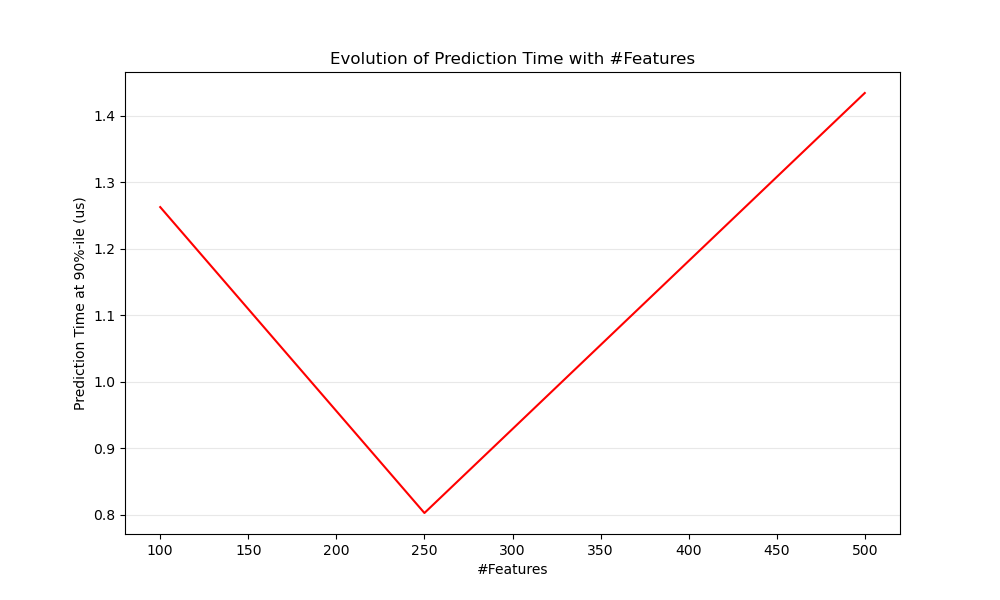 Evolution of Prediction Time with #Features
Prediction Time at 90%-ile (us)
1.4
1.3
1.2
1.1
1.0
0.9
0.8
100 150 200 250 300 350 400 450 500
#Features